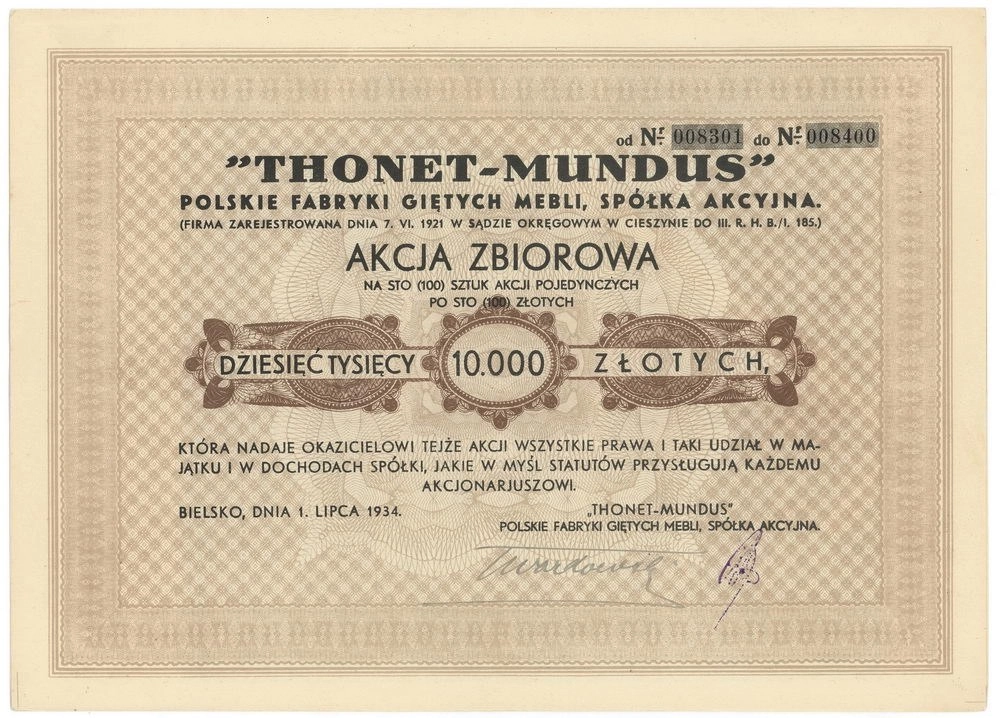 od Nr 008301 do Nr 008400
"THONET-MUNDUS"
POLSKIE FABRYKI GIĘTYCH MEBLI, SPÓŁKA AKCYJNA.
(FIRMA ZAREJESTROWANA DNIA 7. VI. 1921 W SĄDZIE OKRĘGOWYM W CIESZYNIE DO III. R. H. B./I. 185.)
AKCJA ZBIOROWA
NA STO (100) SZTUK AKCJI POJEDYNCZYCH
PO STO (100) ZŁOTYCH
DZIESIĘĆ TYSIĘCY 10.000 ZŁOTYCH,
KTÓRA NADAJE OKAZICIELOWI TEJŻE AKCJI WSZYSTKIE PRAWA I TAKI UDZIAŁ W MA-
JĄTKU I W DOCHODACH SPÓŁKI, JAKIE W MYŚL STATUTÓW PRZYSŁUGUJĄ KAŻDEMU
AKCJONARJUSZOWI.
BIELSKO, DNIA 1. LIPCA 1934.
„THONET-MUNDUS"
POLSKIE FABRYKI GIĘTYCH MEBLI, SPÓŁKA AKCYJNA.